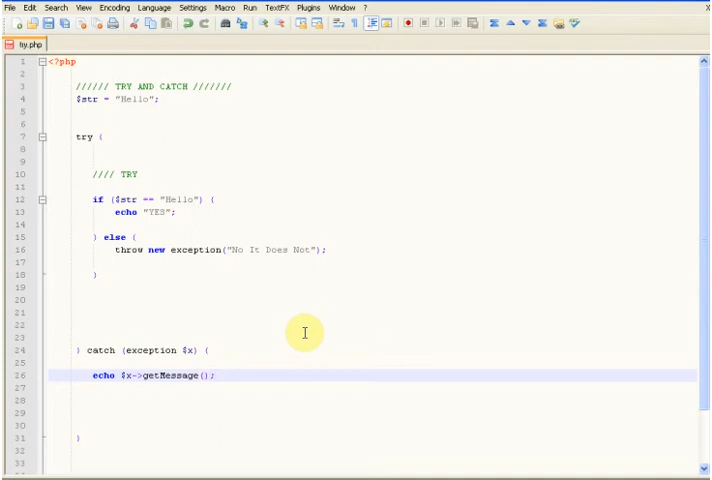 File Edit Search View Encoding Language Settings Macro Run TextFX Plugins Window ? X
try.php
1 <?php
2
3 ////// TRY AND CATCH ///////
4 $str = "Hello";
5
6
7 try {
8
9
10 //// TRY
11
12 if ($str == "Hello") {
13 echo "YES";
14
15 } else {
16 throw new exception("No It Does Not");
17
18 }
19
20
21
22
23
24 } catch (exception $x) {
25
26 echo $x->getMessage();
27
28
29
30
31 }
32
33